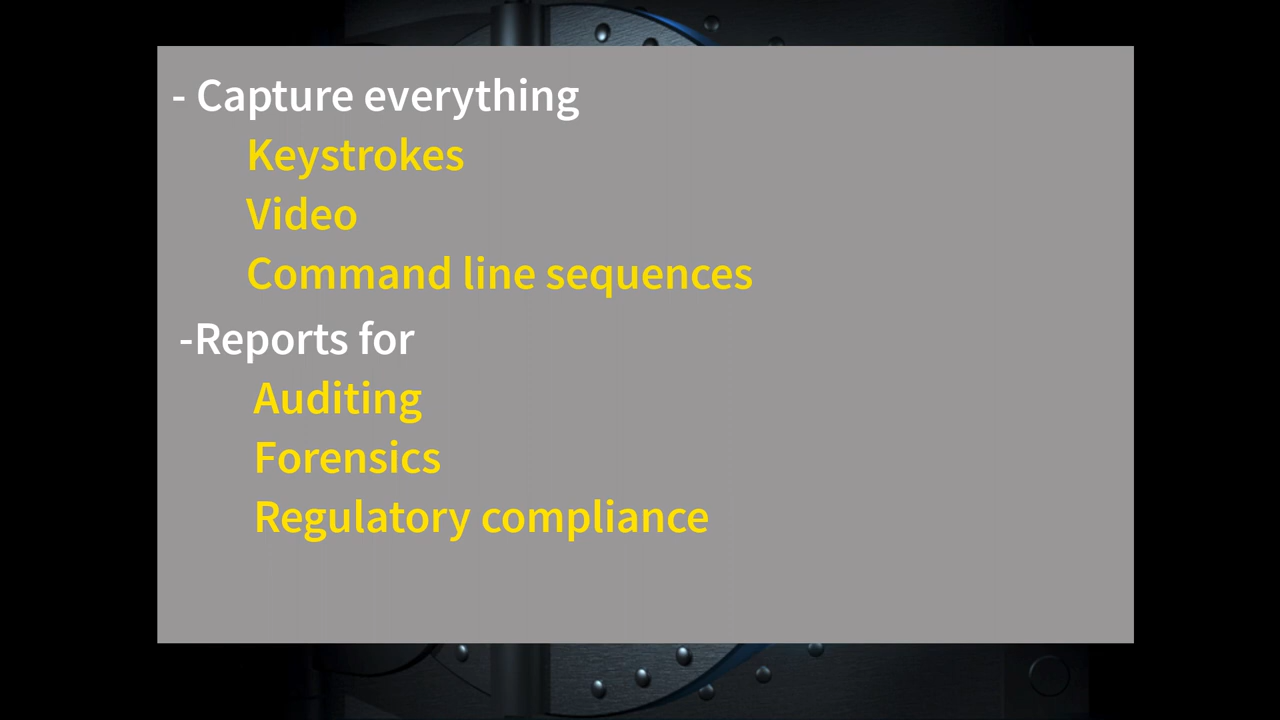 - Capture everything
Keystrokes
Video
Command line sequences
-Reports for
Auditing
Forensics
Regulatory compliance